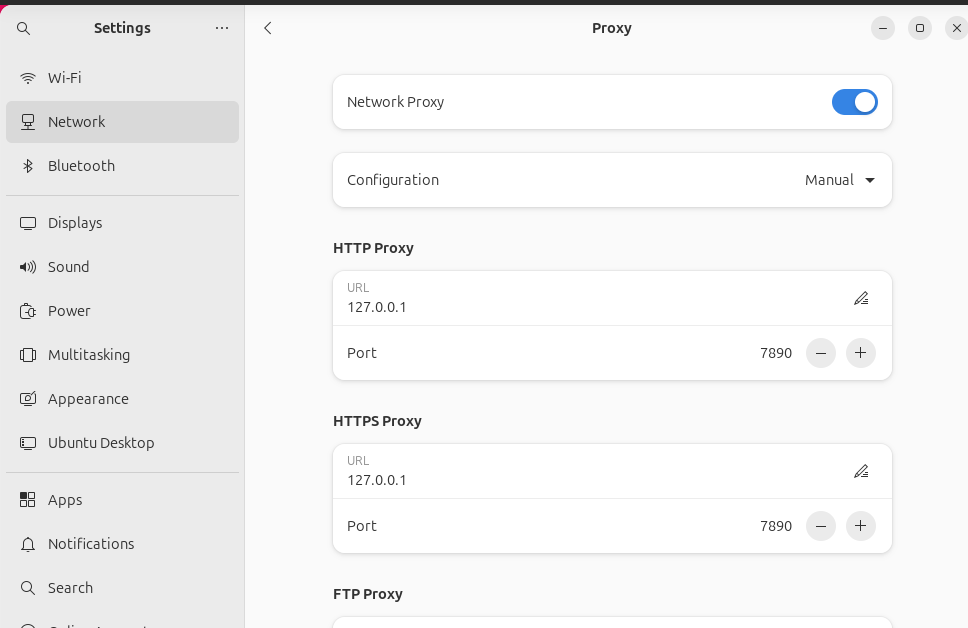 Settings
Proxy
Wi-Fi
Network
Bluetooth
Displays
Sound
Power
Multitasking
Appearance
Ubuntu Desktop
Apps
Notifications
Search
Network Proxy
Configuration
Manual
HTTP Proxy
URL
127.0.0.1
Port
7890
HTTPS Proxy
URL
127.0.0.1
Port
7890
FTP Proxy